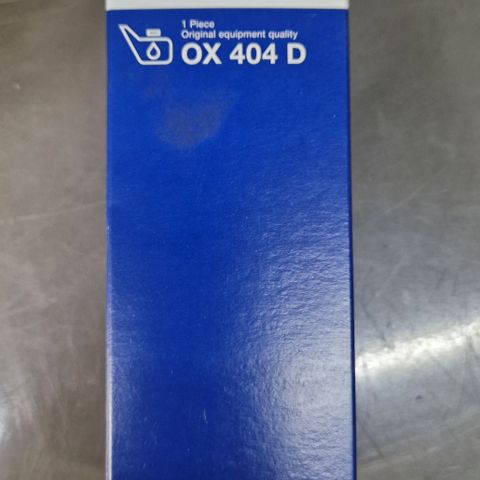 1 Piece
Original equipment quality
OX 404 D